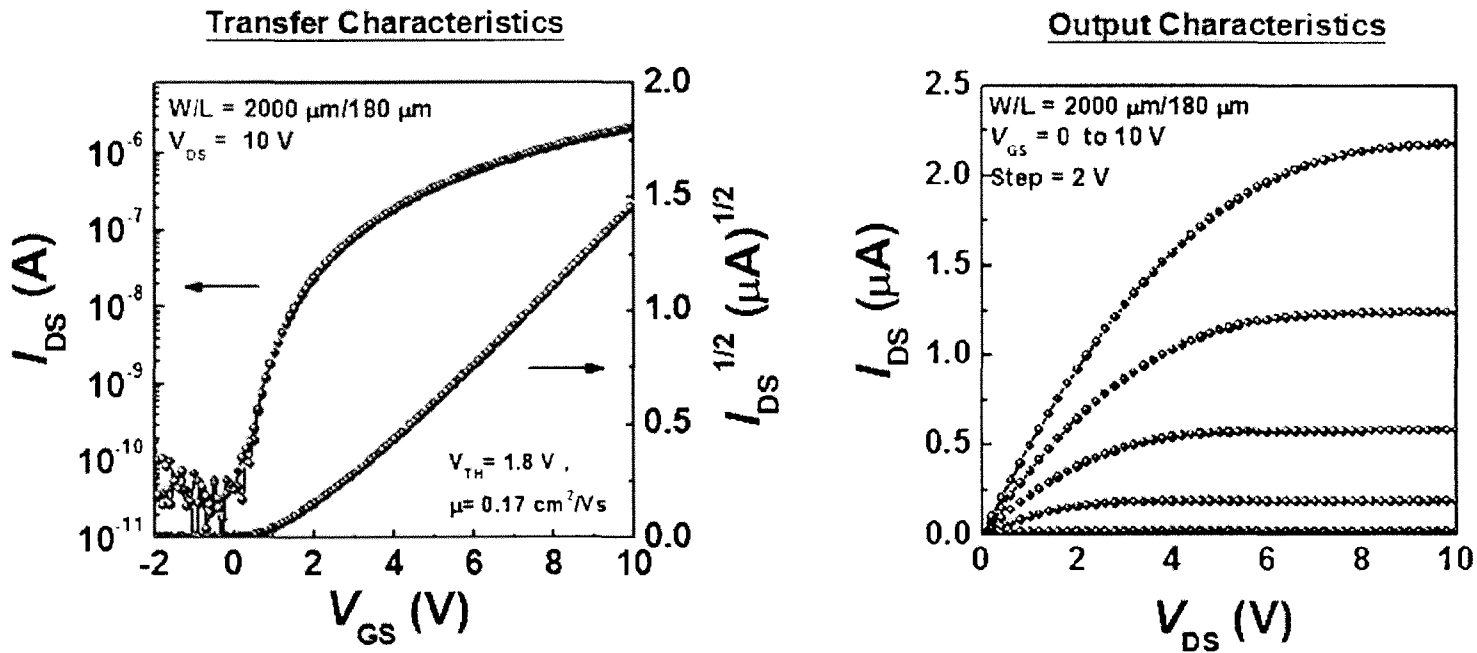 Transfer Characteristics
W/L = 2000 μm/180 μm
V_DS = 10 V
V_TH = 1.8 V ,
μ= 0.17 cm²/Vs
I_DS (A)
10⁻⁶
10⁻⁷
10⁻⁸
10⁻⁹
10⁻¹⁰
10⁻¹¹
2.0
1.5
1.0
0.5
0.0
I_DS^1/2 (μA)^1/2
-2 0 2 4 6 8 10
V_GS (V)
Output Characteristics
W/L = 2000 μm/180 μm
V_GS = 0 to 10 V
Step = 2 V
I_DS (μA)
2.5
2.0
1.5
1.0
0.5
0.0
0 2 4 6 8 10
V_DS (V)